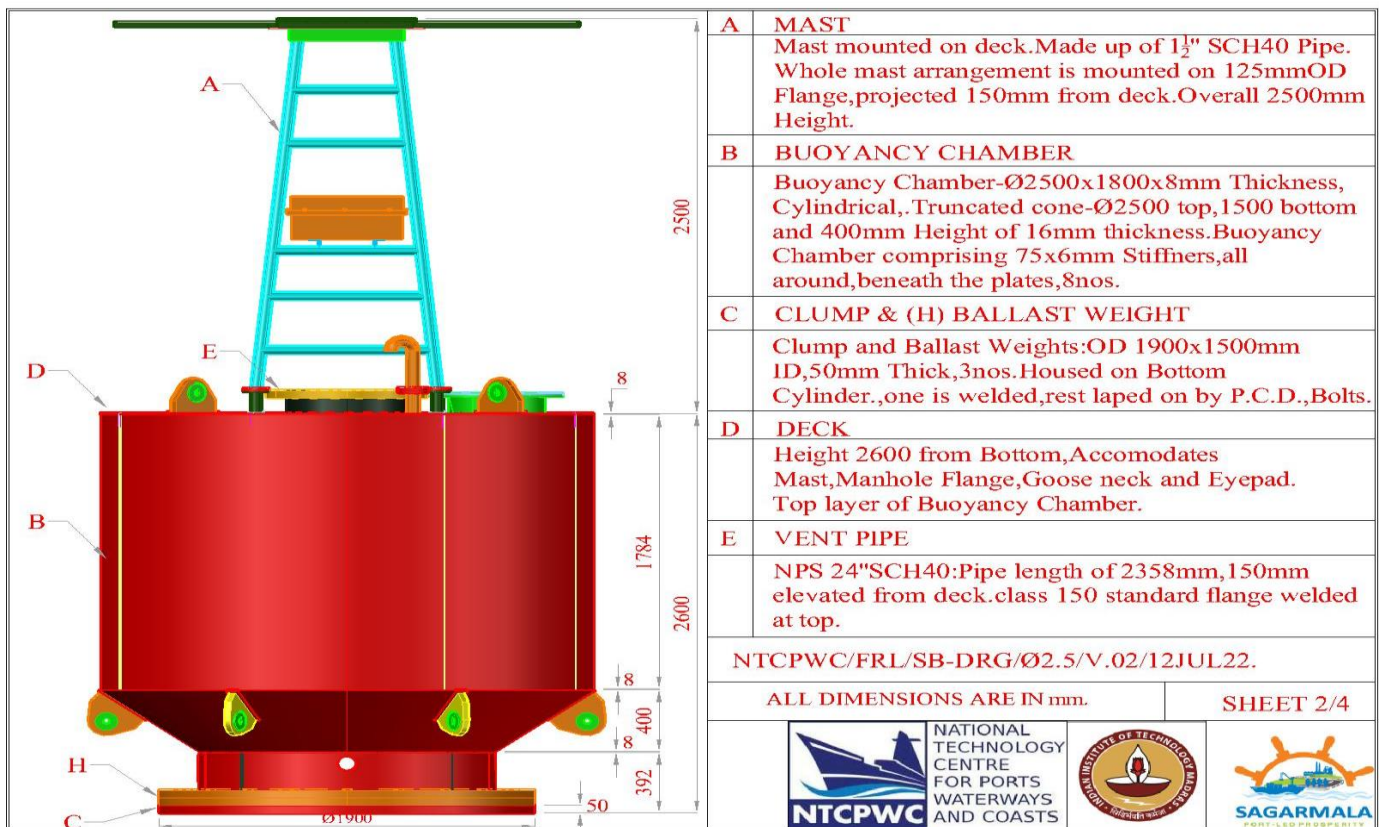 A MAST
Mast mounted on deck.Made up of 1½" SCH40 Pipe.
Whole mast arrangement is mounted on 125mmOD
Flange,projected 150mm from deck.Overall 2500mm
Height.
B BUOYANCY CHAMBER
Buoyancy Chamber-Ø2500x1800x8mm Thickness,
Cylindrical,.Truncated cone-Ø2500 top,1500 bottom
and 400mm Height of 16mm thickness.Buoyancy
Chamber comprising 75x6mm Stiffners,all
around,beneath the plates,8nos.
C CLUMP & (H) BALLAST WEIGHT
Clump and Ballast Weights:OD 1900x1500mm
ID,50mm Thick,3nos.Housed on Bottom
Cylinder.,one is welded,rest laped on by P.C.D.,Bolts.
D DECK
Height 2600 from Bottom,Accomodates
Mast,Manhole Flange,Goose neck and Eyepad.
Top layer of Buoyancy Chamber.
E VENT PIPE
NPS 24"SCH40:Pipe length of 2358mm,150mm
elevated from deck.class 150 standard flange welded
at top.
NTCPWC/FRL/SB-DRG/Ø2.5/V.02/12JUL22.
ALL DIMENSIONS ARE IN mm.
SHEET 2/4
NTCPWC
NATIONAL
TECHNOLOGY
CENTRE
FOR PORTS
WATERWAYS
AND COASTS
INDIAN INSTITUTE OF TECHNOLOGY MADRAS
SAGARMALA
PORT-LED PROSPERITY
A
E
D
B
H
C
2500
8
1784
2600
8
400
8
392
50
Ø1900